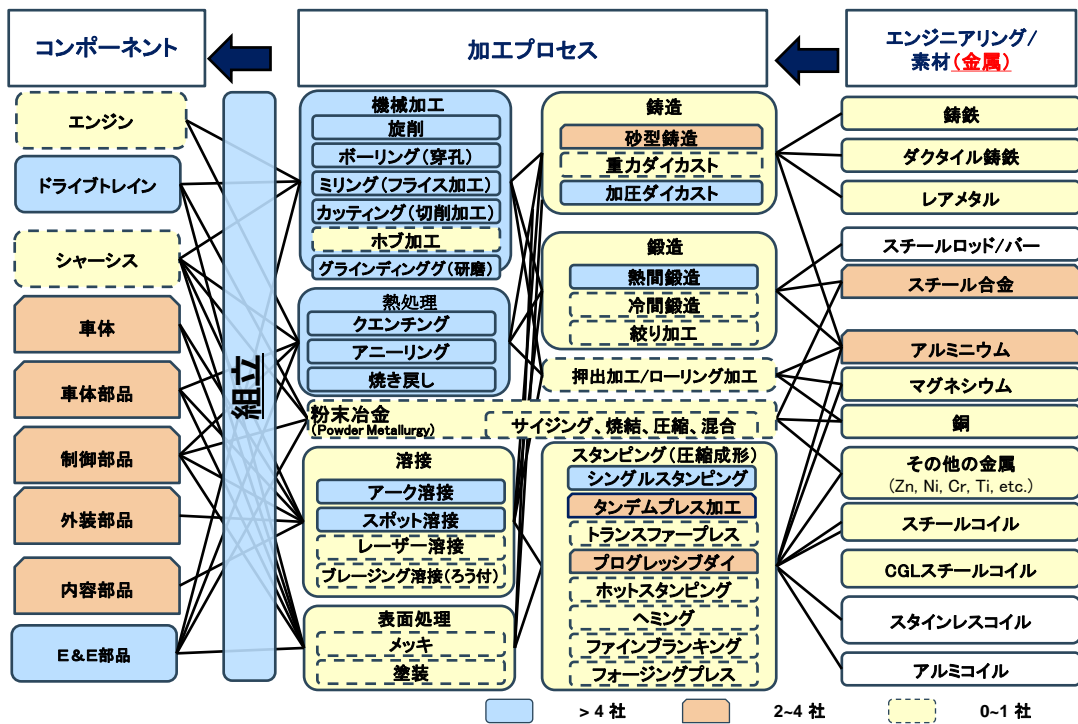 コンポーネント
加工プロセス
エンジニアリング/
素材(金属)
エンジン
ドライブトレイン
シャーシス
車体
車体部品
制御部品
外装部品
内容部品
E&E部品
組立
機械加工
旋削
ボーリング(穿孔)
ミリング(フライス加工)
カッティング(切削加工)
ホブ加工
グラインディングg(研磨)
熱処理
クエンチング
アニーリング
焼き戻し
粉末冶金
(Powder Metallurgy)
サイジング、焼結、圧縮、混合
溶接
アーク溶接
スポット溶接
レーザー溶接
ブレージング溶接(ろう付)
表面処理
メッキ
塗装
鋳造
砂型鋳造
重力ダイカスト
加圧ダイカスト
鍛造
熱間鍛造
冷間鍛造
絞り加工
押出加工/ローリング加工
スタンピング(圧縮成形)
シングルスタンピング
タンデムプレス加工
トランスファープレス
プログレッシブダイ
ホットスタンピング
ヘミング
ファインブランキング
フォージングプレス
鋳鉄
ダクタイル鋳鉄
レアメタル
スチールロッド/バー
スチール合金
アルミニウム
マグネシウム
銅
その他の金属
(Zn, Ni, Cr, Ti, etc.)
スチールコイル
CGLスチールコイル
スタインレスコイル
アルミコイル
> 4 社
2~4 社
0~1 社